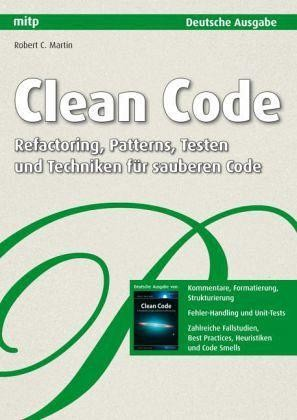 mitp
Deutsche Ausgabe
Robert C. Martin
Clean Code
Refactoring, Patterns, Testen
und Techniken für sauberen Code
Deutsche Ausgabe von:
Clean Code
Kommentare, Formatierung,
Strukturierung
Fehler-Handling und Unit-Tests
Zahlreiche Fallstudien,
Best Practices, Heuristiken
und Code Smells